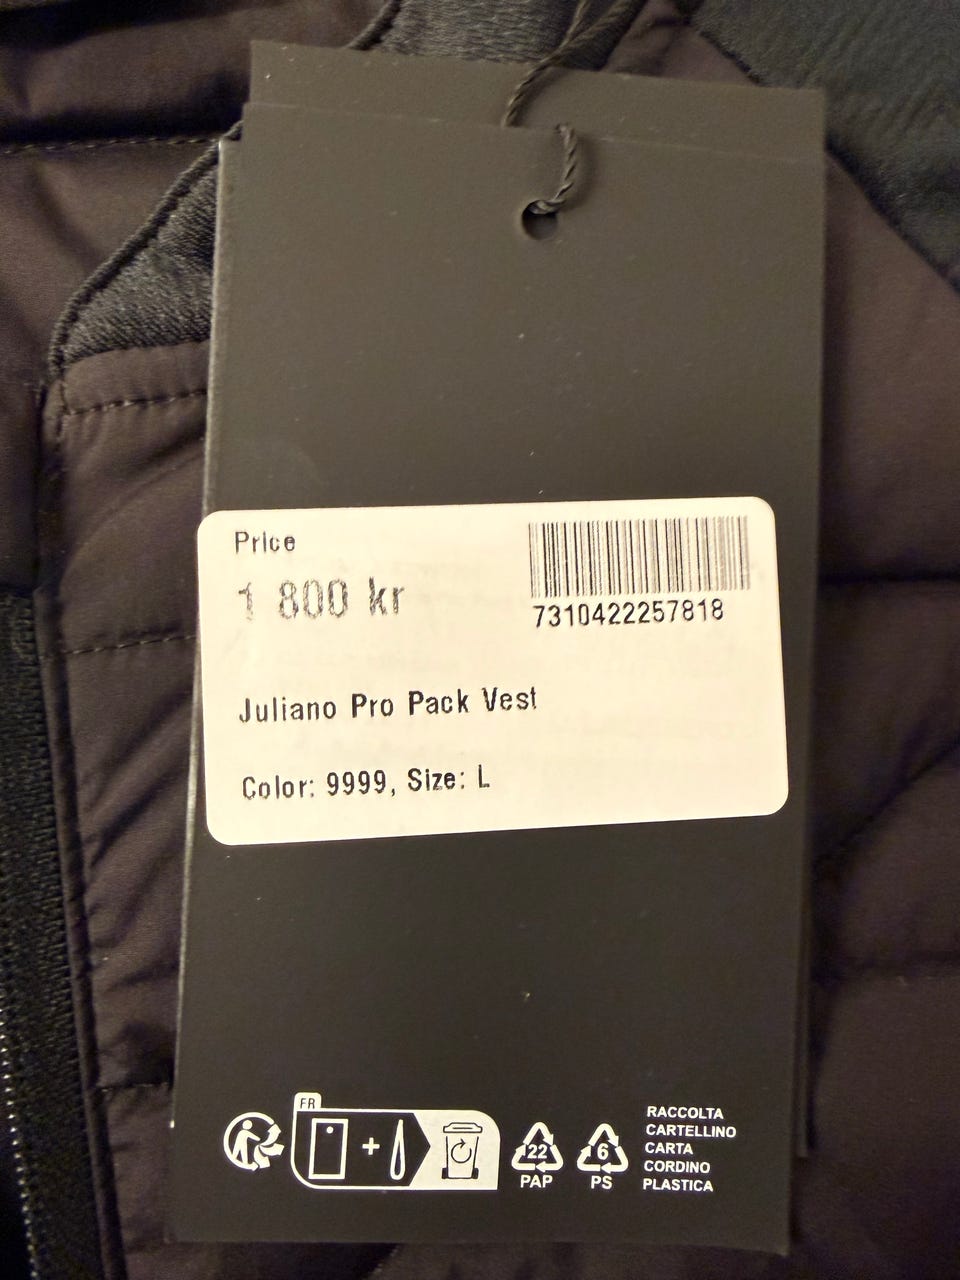 Price
1 800 kr
7310422257818
Juliano Pro Pack Vest
Color: 9999, Size: L
FR
+
22
PAP
6
PS
RACCOLTA
CARTELLINO
CARTA
CORDINO
PLASTICA